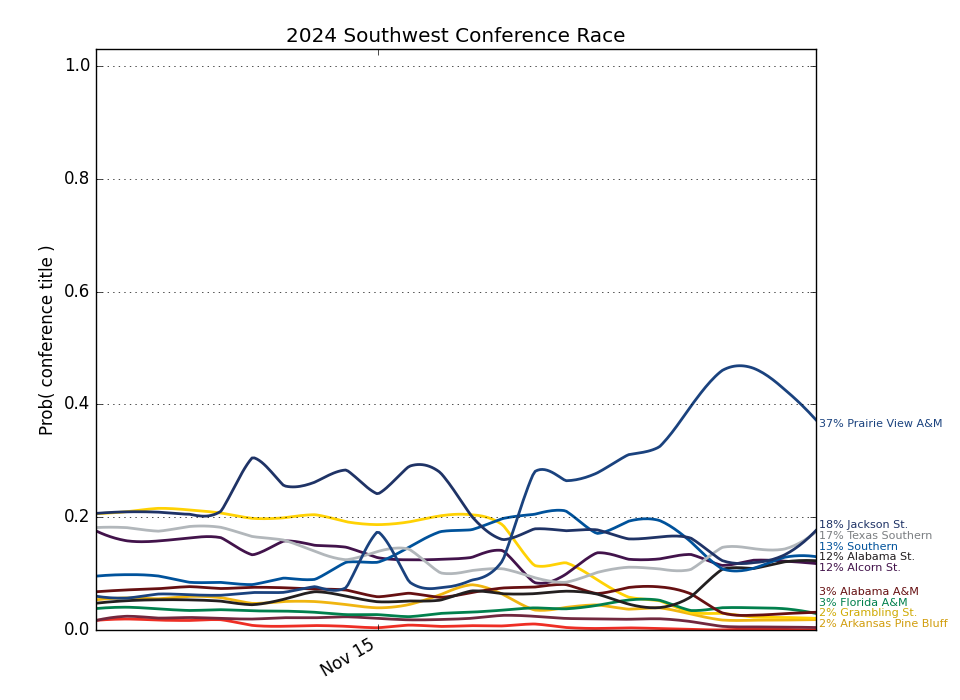 2024 Southwest Conference Race
Prob( conference title )
1.0
0.8
0.6
0.4
0.2
0.0
Nov 15
37% Prairie View A&M
18% Jackson St.
17% Texas Southern
13% Southern
12% Alabama St.
12% Alcorn St.
3% Alabama A&M
3% Florida A&M
2% Grambling St.
2% Arkansas Pine Bluff